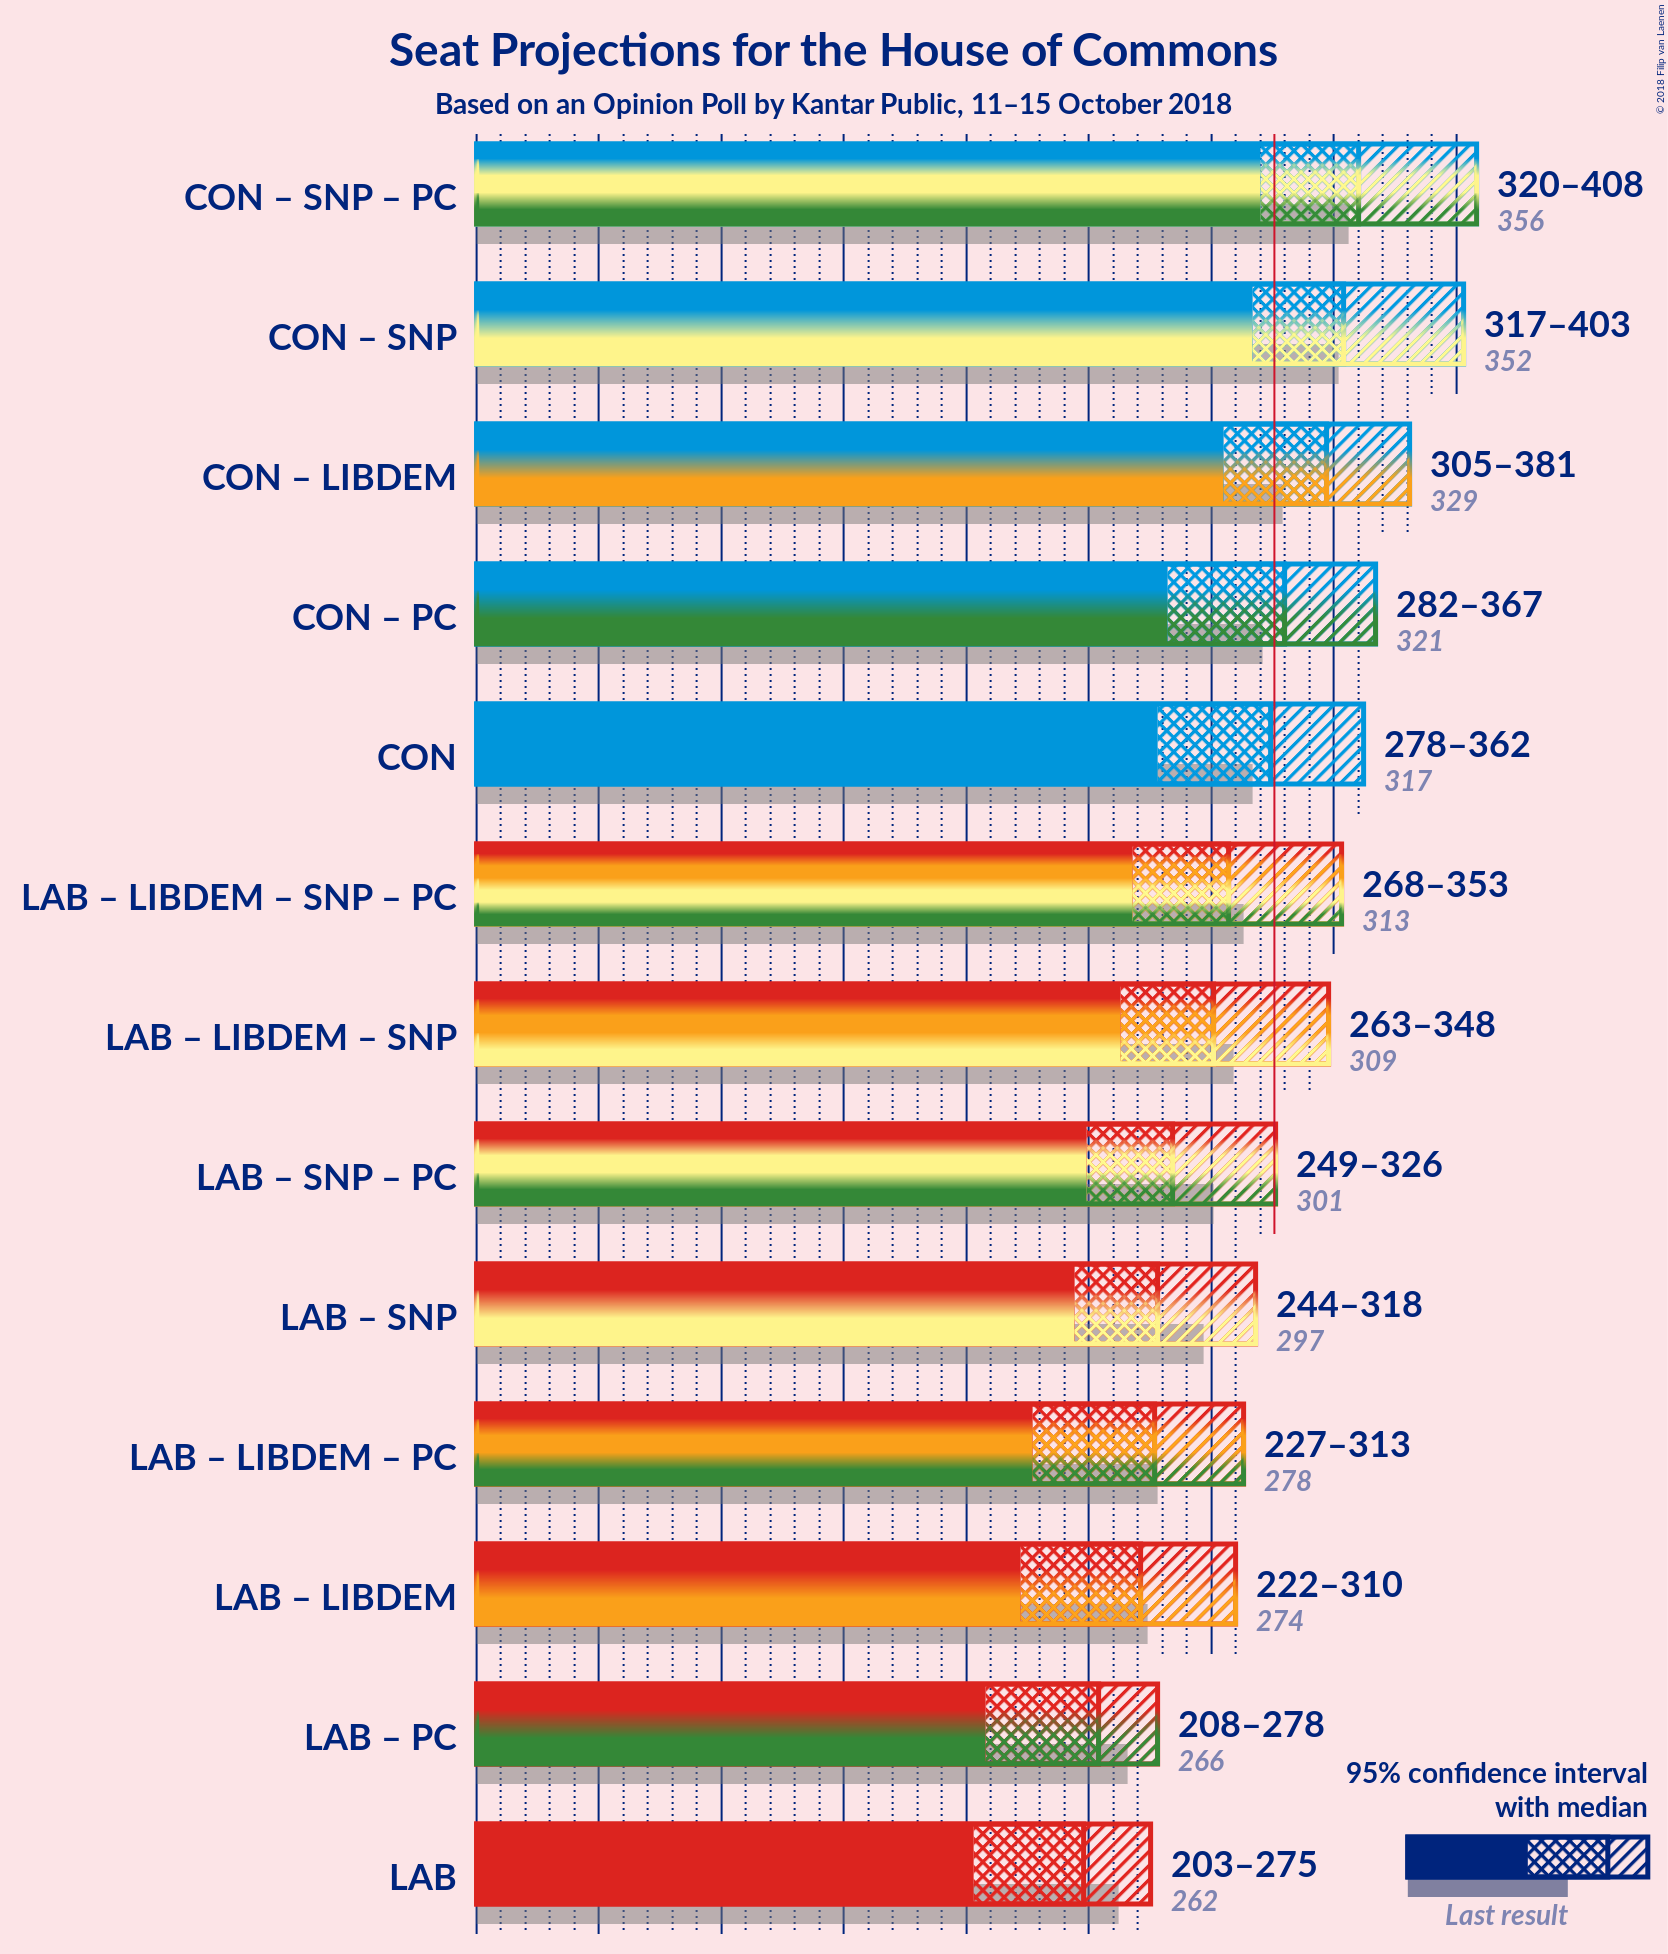 Seat Projections for the House of Commons
Based on an Opinion Poll by Kantar Public, 11–15 October 2018
© 2018 Filip van Laenen
CON – SNP – PC
320–408
356
CON – SNP
317–403
352
CON – LIBDEM
305–381
329
CON – PC
282–367
321
CON
278–362
317
LAB – LIBDEM – SNP – PC
268–353
313
LAB – LIBDEM – SNP
263–348
309
LAB – SNP – PC
249–326
301
LAB – SNP
244–318
297
LAB – LIBDEM – PC
227–313
278
LAB – LIBDEM
222–310
274
LAB – PC
208–278
266
LAB
203–275
262
95% confidence interval
with median
Last result